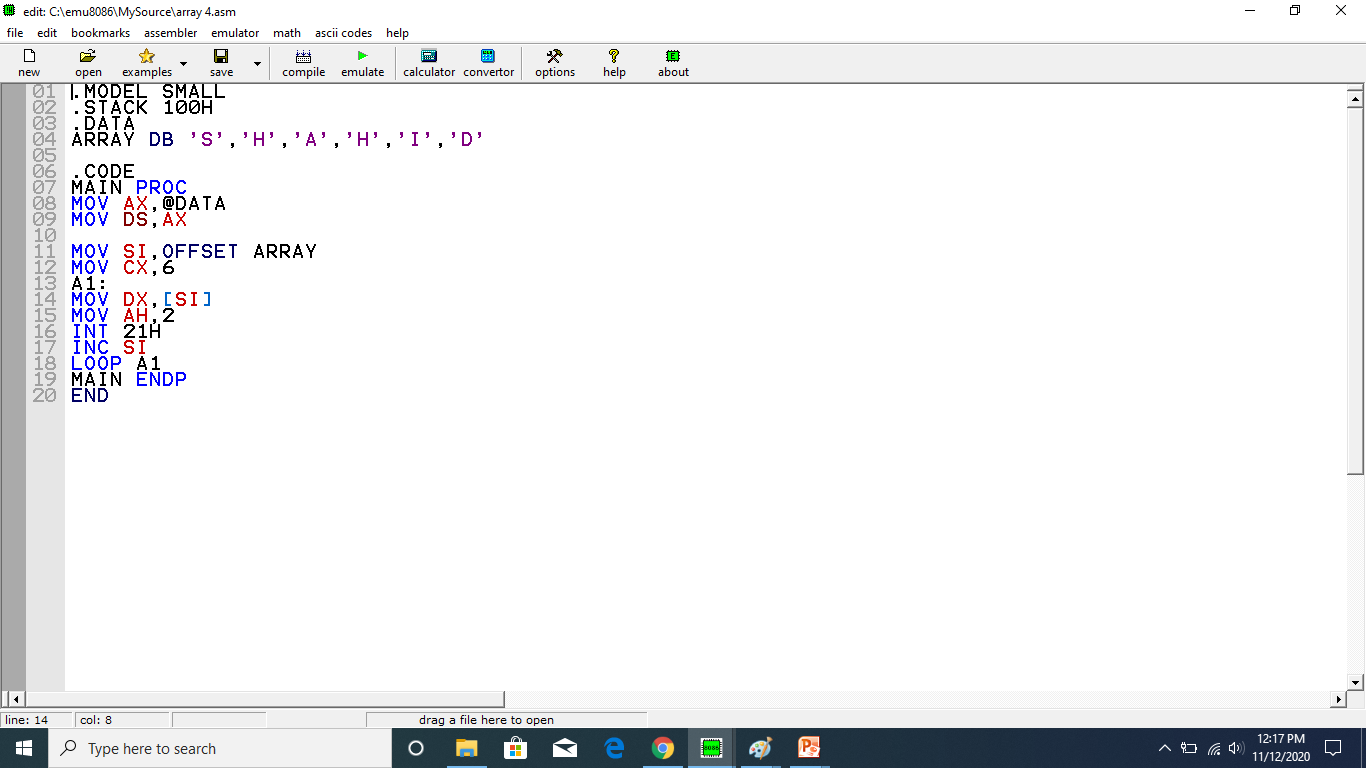 edit: C:\emu8086\MySource\array 4.asm
file edit bookmarks assembler emulator math ascii codes help
new open examples save compile emulate calculator convertor options help about
01 .MODEL SMALL
02 .STACK 100H
03 .DATA
04 ARRAY DB 'S','H','A','H','I','D'
05
06 .CODE
07 MAIN PROC
08 MOV AX,@DATA
09 MOV DS,AX
10
11 MOV SI,OFFSET ARRAY
12 MOV CX,6
13 A1:
14 MOV DX,[SI]
15 MOV AH,2
16 INT 21H
17 INC SI
18 LOOP A1
19 MAIN ENDP
20 END
line: 14 col: 8 drag a file here to open
Type here to search 8086 12:17 PM
11/12/2020